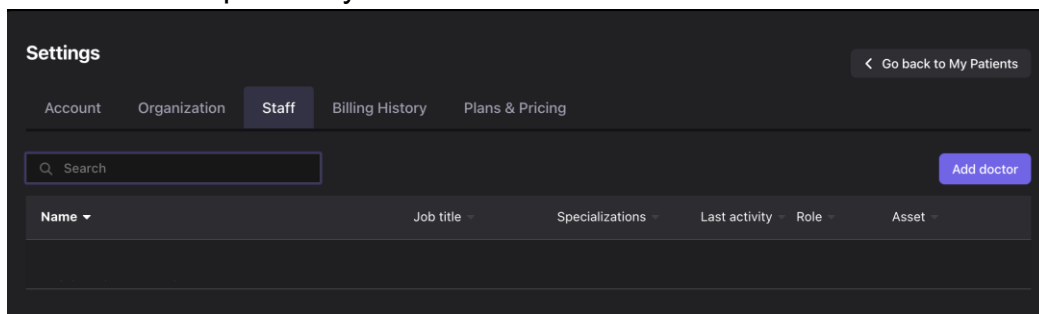 Settings
Go back to My Patients
Account Organization Staff Billing History Plans & Pricing
Search
Add doctor
Name Job title Specializations Last activity Role Asset